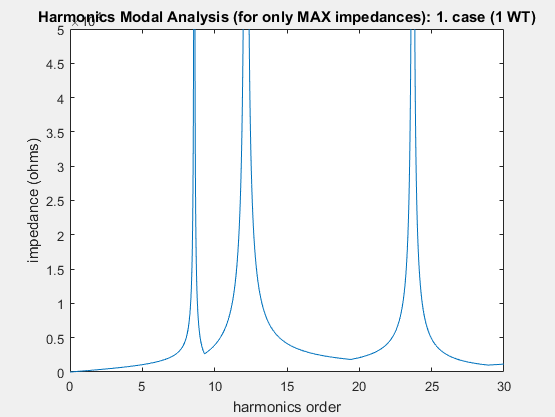 Harmonics Modal Analysis (for only MAX impedances): 1. case (1 WT)
5
4.5
4
3.5
3
2.5
2
1.5
1
0.5
0
impedance (ohms)
0 5 10 15 20 25 30
harmonics order